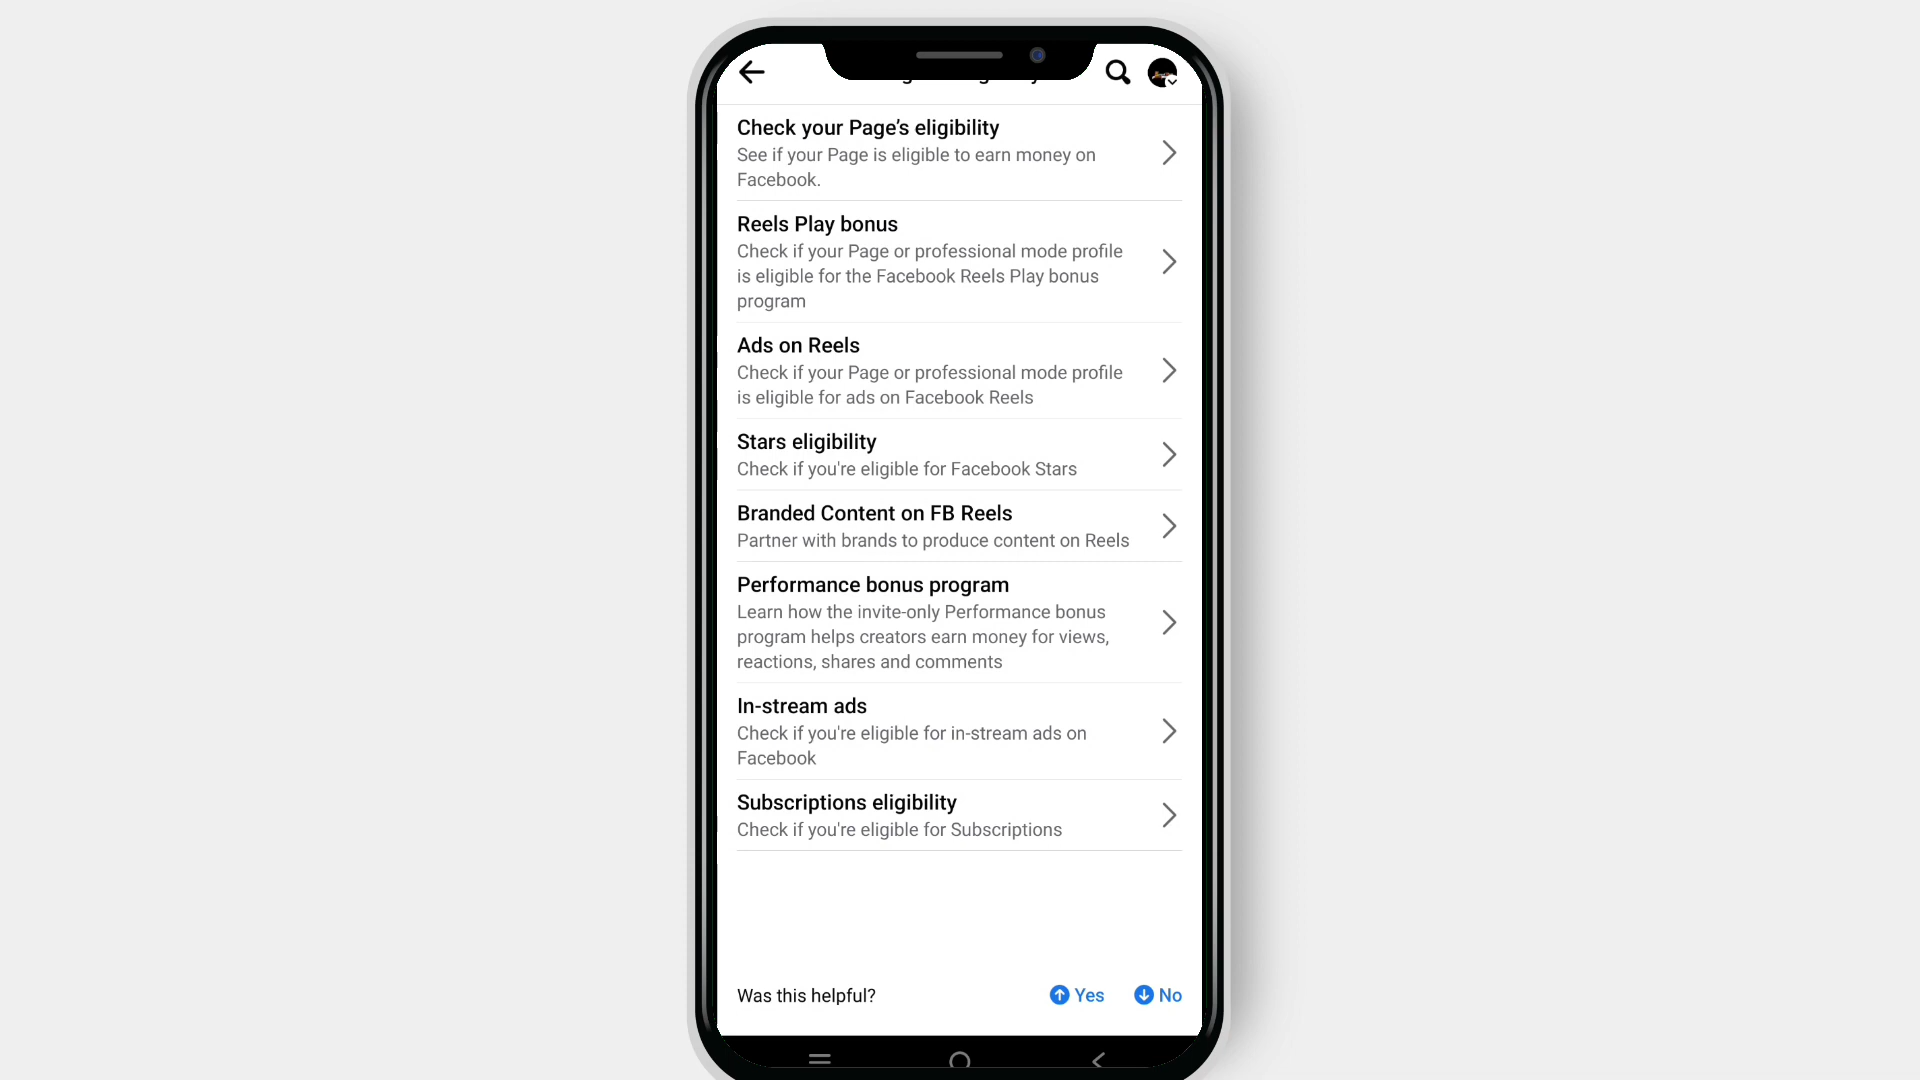 Check your Page’s eligibility
See if your Page is eligible to earn money on
Facebook.
Reels Play bonus
Check if your Page or professional mode profile
is eligible for the Facebook Reels Play bonus
program
Ads on Reels
Check if your Page or professional mode profile
is eligible for ads on Facebook Reels
Stars eligibility
Check if you're eligible for Facebook Stars
Branded Content on FB Reels
Partner with brands to produce content on Reels
Performance bonus program
Learn how the invite-only Performance bonus
program helps creators earn money for views,
reactions, shares and comments
In-stream ads
Check if you're eligible for in-stream ads on
Facebook
Subscriptions eligibility
Check if you're eligible for Subscriptions
Was this helpful?
Yes
No